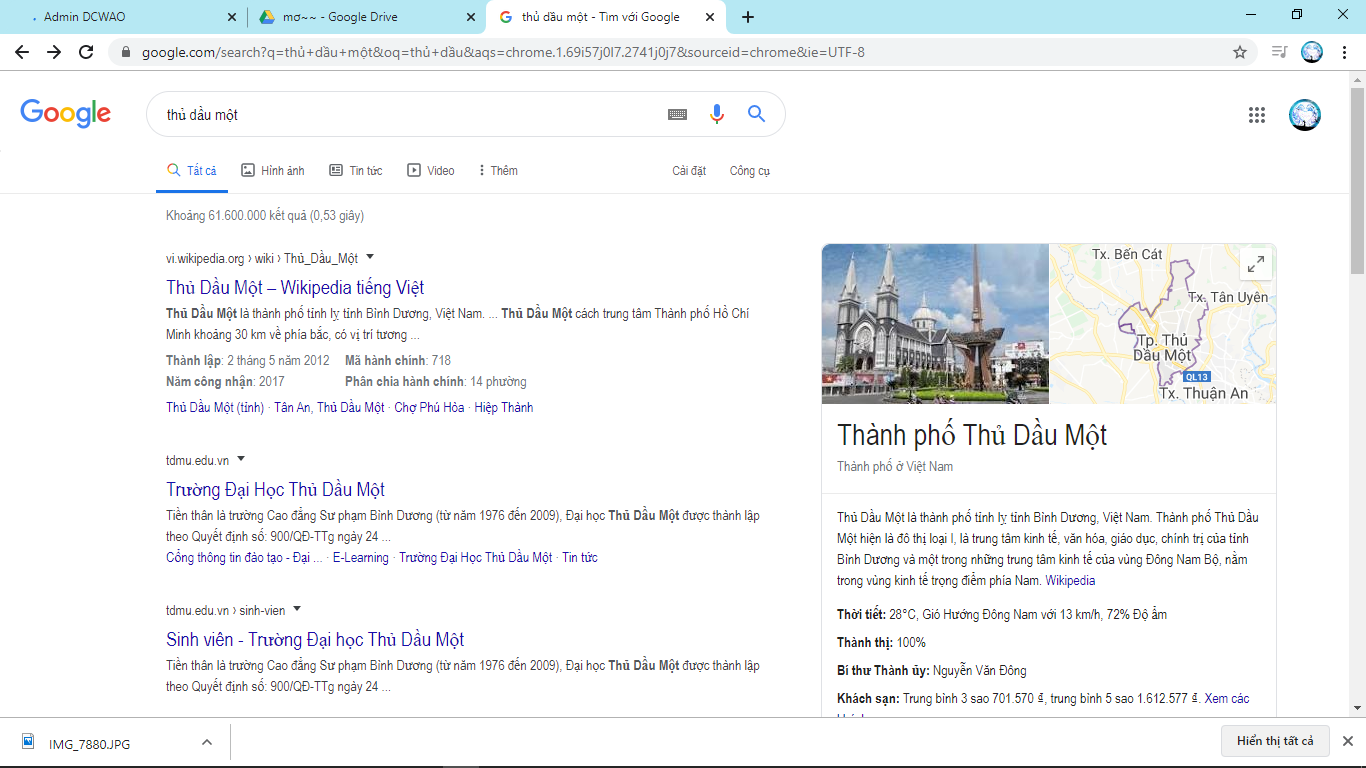 Admin DCWAO
mơ~~ - Google Drive
thủ dầu một - Tìm với Google
google.com/search?q=thủ+dầu+một&oq=thủ+dầu&aqs=chrome.1.69i57j0l7.2741j0j7&sourceid=chrome&ie=UTF-8
Google
thủ dầu một
Tất cả
Hình ảnh
Tin tức
Video
Thêm
Cài đặt
Công cụ
Khoảng 61.600.000 kết quả (0,53 giây)
vi.wikipedia.org › wiki › Thủ_Dầu_Một
Thủ Dầu Một – Wikipedia tiếng Việt
Thủ Dầu Một là thành phố tỉnh lỵ tỉnh Bình Dương, Việt Nam. ... Thủ Dầu Một cách trung tâm Thành phố Hồ Chí
Minh khoảng 30 km về phía bắc, có vị trí tương ...
Thành lập: 2 tháng 5 năm 2012 Mã hành chính: 718
Năm công nhận: 2017 Phân chia hành chính: 14 phường
Thủ Dầu Một (tỉnh) · Tân An, Thủ Dầu Một · Chợ Phú Hòa · Hiệp Thành
tdmu.edu.vn
Trường Đại Học Thủ Dầu Một
Tiền thân là trường Cao đẳng Sư phạm Bình Dương (từ năm 1976 đến 2009), Đại học Thủ Dầu Một được thành lập
theo Quyết định số: 900/QĐ-TTg ngày 24 ...
Cổng thông tin đào tạo - Đại ... · E-Learning · Trường Đại Học Thủ Dầu Một · Tin tức
tdmu.edu.vn › sinh-vien
Sinh viên - Trường Đại học Thủ Dầu Một
Tiền thân là trường Cao đẳng Sư phạm Bình Dương (từ năm 1976 đến 2009), Đại học Thủ Dầu Một được thành lập
theo Quyết định số: 900/QĐ-TTg ngày 24 ...
Tx. Bến Cát
Tx. Tân Uyên
Tp. Thủ
Dầu Một
QL13
Tx. Thuận An
Thành phố Thủ Dầu Một
Thành phố ở Việt Nam
Thủ Dầu Một là thành phố tỉnh lỵ tỉnh Bình Dương, Việt Nam. Thành phố Thủ Dầu
Một hiện là đô thị loại I, là trung tâm kinh tế, văn hóa, giáo dục, chính trị của tỉnh
Bình Dương và một trong những trung tâm kinh tế của vùng Đông Nam Bộ, nằm
trong vùng kinh tế trọng điểm phía Nam. Wikipedia
Thời tiết: 28°C, Gió Hướng Đông Nam với 13 km/h, 72% Độ ẩm
Thành thị: 100%
Bí thư Thành ủy: Nguyễn Văn Đông
Khách sạn: Trung bình 3 sao 701.570 ₫, trung bình 5 sao 1.612.577 ₫. Xem các
IMG_7880.JPG
Hiển thị tất cả